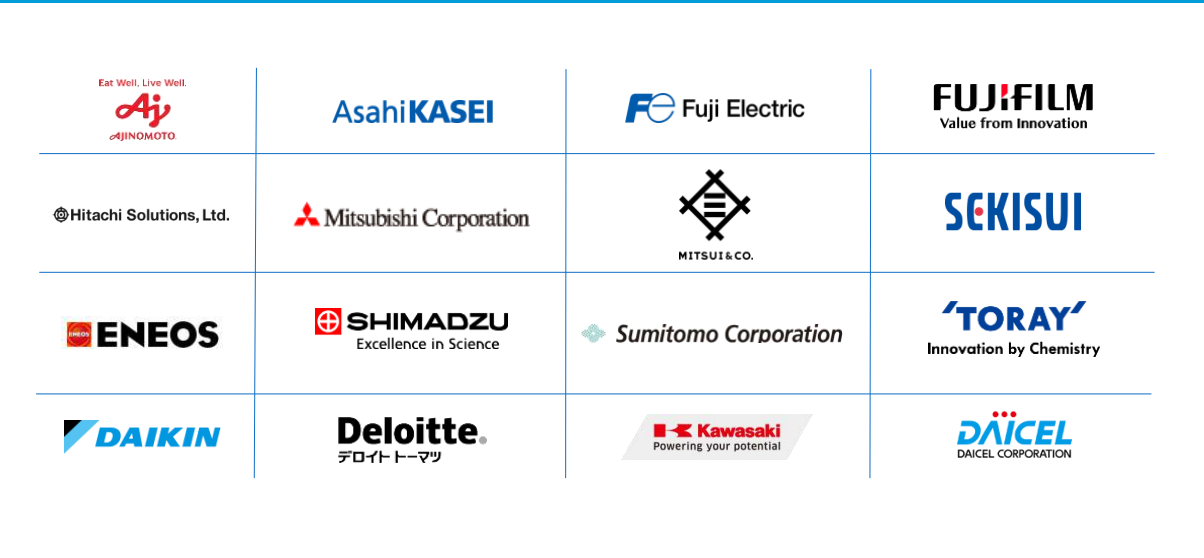 Eat Well, Live Well.
Aj
AJINOMOTO
AsahiKASEI
Fe Fuji Electric
FUJIFILM
Value from Innovation
Hitachi Solutions, Ltd.
Mitsubishi Corporation
MITSUI & CO.
SEKISUI
ENEOS ENEOS
SHIMADZU
Excellence in Science
Sumitomo Corporation
'TORAY'
Innovation by Chemistry
DAIKIN
Deloitte.
デロイト トーマツ
Kawasaki
Powering your potential
DAICEL
DAICEL CORPORATION